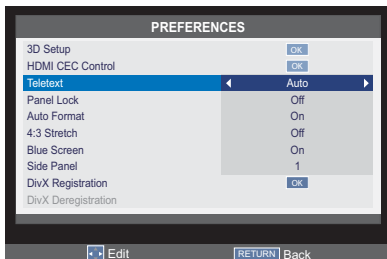 PREFERENCES
3D Setup OK
HDMI CEC Control OK
Teletext Auto
Panel Lock Off
Auto Format On
4:3 Stretch Off
Blue Screen On
Side Panel 1
DivX Registration OK
DivX Deregistration
Edit RETURN Back